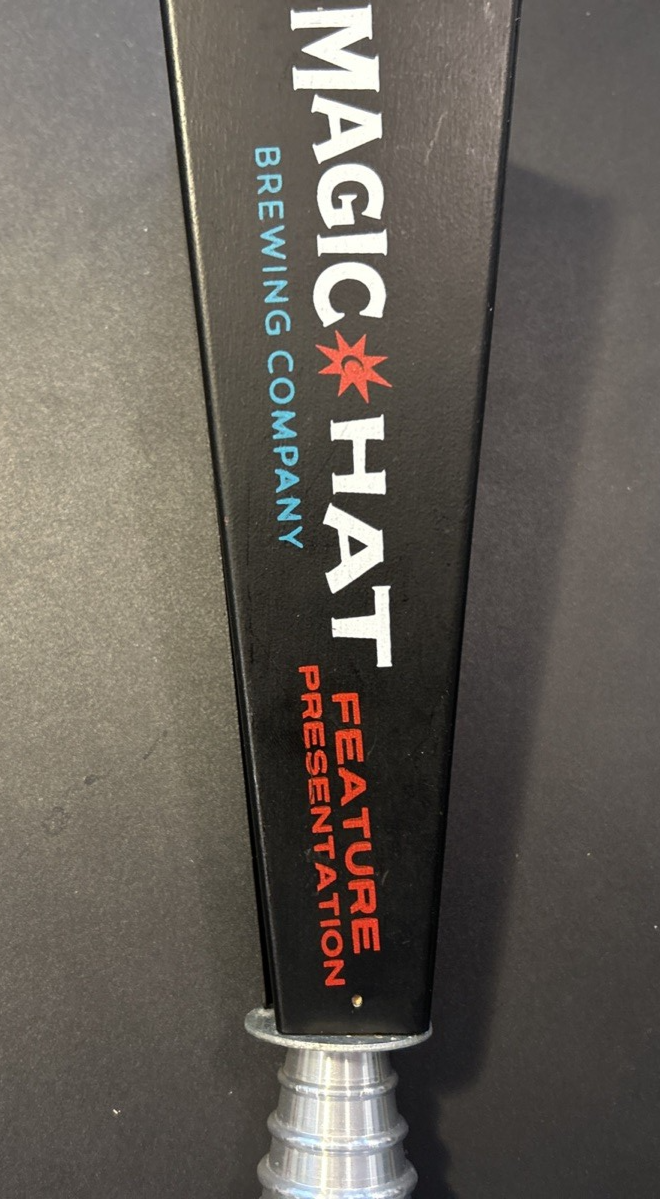 MAGIC HAT
BREWING COMPANY
FEATURE
PRESENTATION